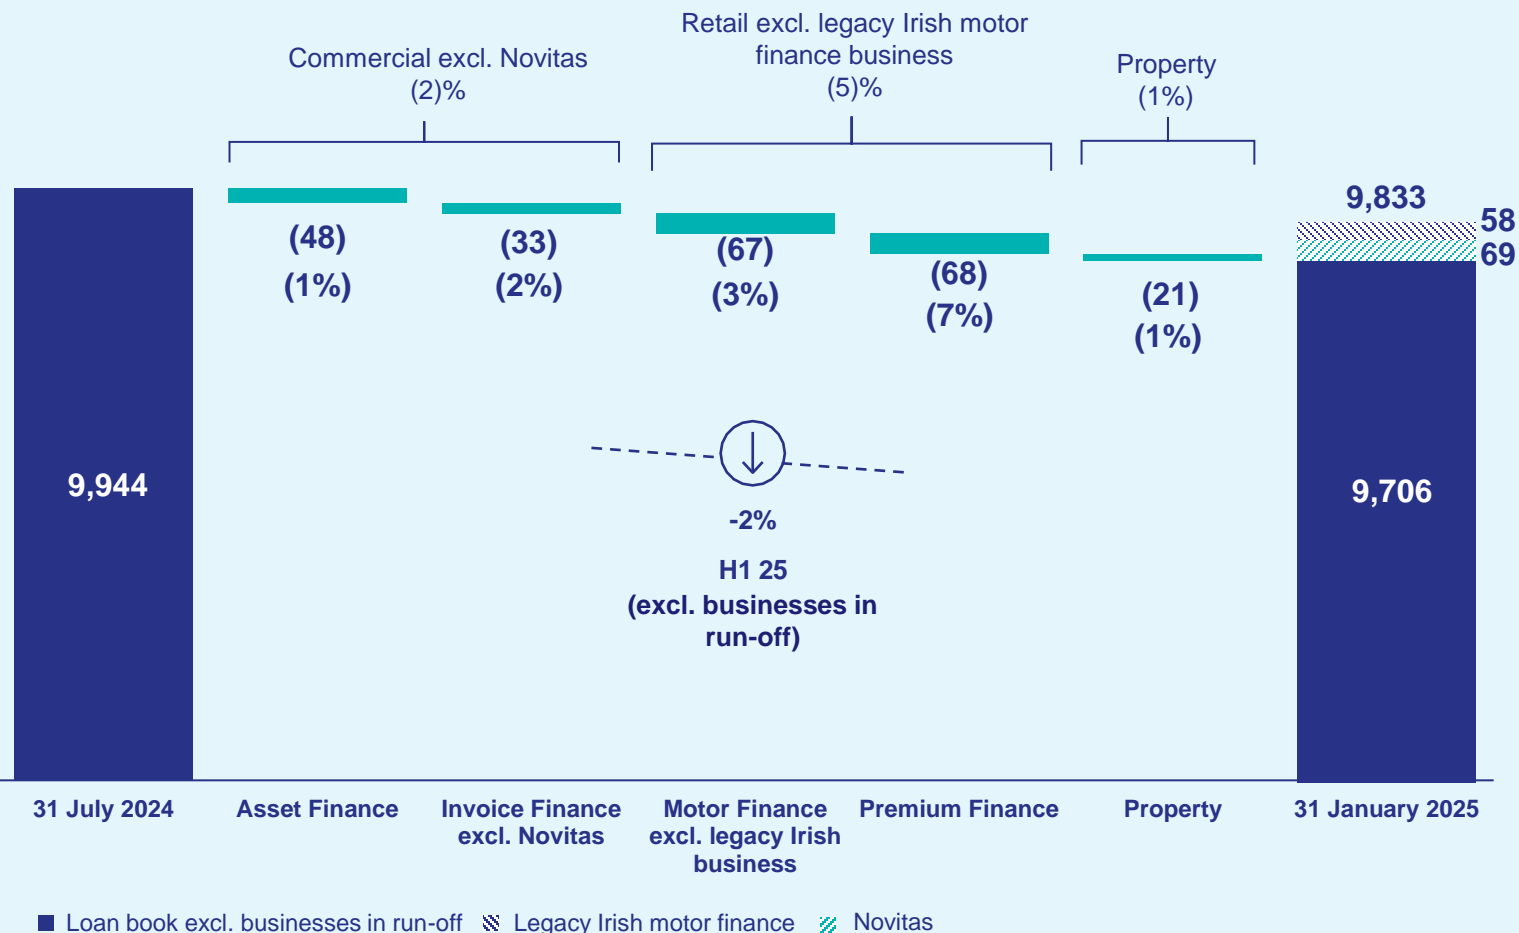 Commercial excl. Novitas
(2)%
Retail excl. legacy Irish motor
finance business
(5)%
Property
(1%)
9,944
(48)
(1%)
(33)
(2%)
(67)
(3%)
(68)
(7%)
(21)
(1%)
9,833
58
69
9,706
-2%
H1 25
(excl. businesses in
run-off)
31 July 2024
Asset Finance
Invoice Finance
excl. Novitas
Motor Finance
excl. legacy Irish
business
Premium Finance
Property
31 January 2025
Loan book excl. businesses in run-off
Legacy Irish motor finance
Novitas